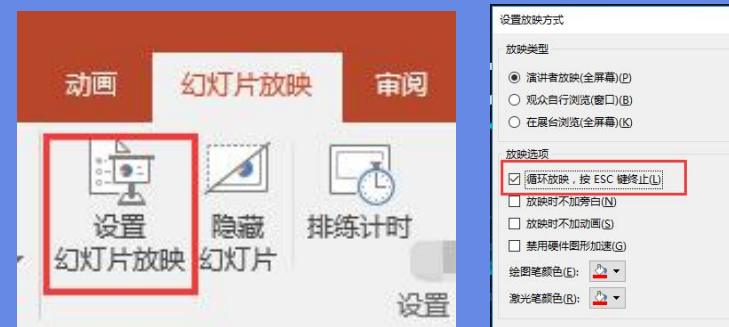 动画 幻灯片放映 审阅
设置 隐藏 排练计时
幻灯片放映 幻灯片
设置
设置放映方式
放映类型
演讲者放映(全屏幕)(P)
观众自行浏览(窗口)(B)
在展台浏览(全屏幕)(K)
放映选项
循环放映，按 ESC 键终止(L)
放映时不加旁白(N)
放映时不加动画(S)
禁用硬件图形加速(G)
绘图笔颜色(E):
激光笔颜色(R):